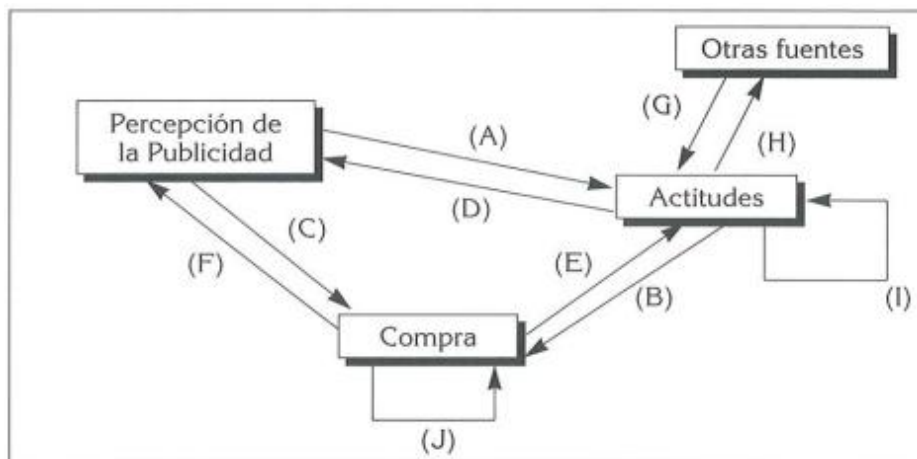 Otras fuentes
Percepción de
la Publicidad
(G)
(A)
(H)
Actitudes
(D)
(C)
(F)
(E)
(B)
(I)
Compra
(J)